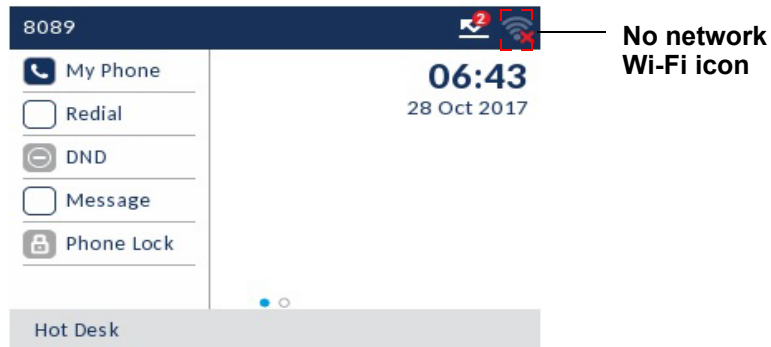 8089
2
No network
Wi-Fi icon
My Phone
06:43
Redial
28 Oct 2017
DND
Message
Phone Lock
Hot Desk